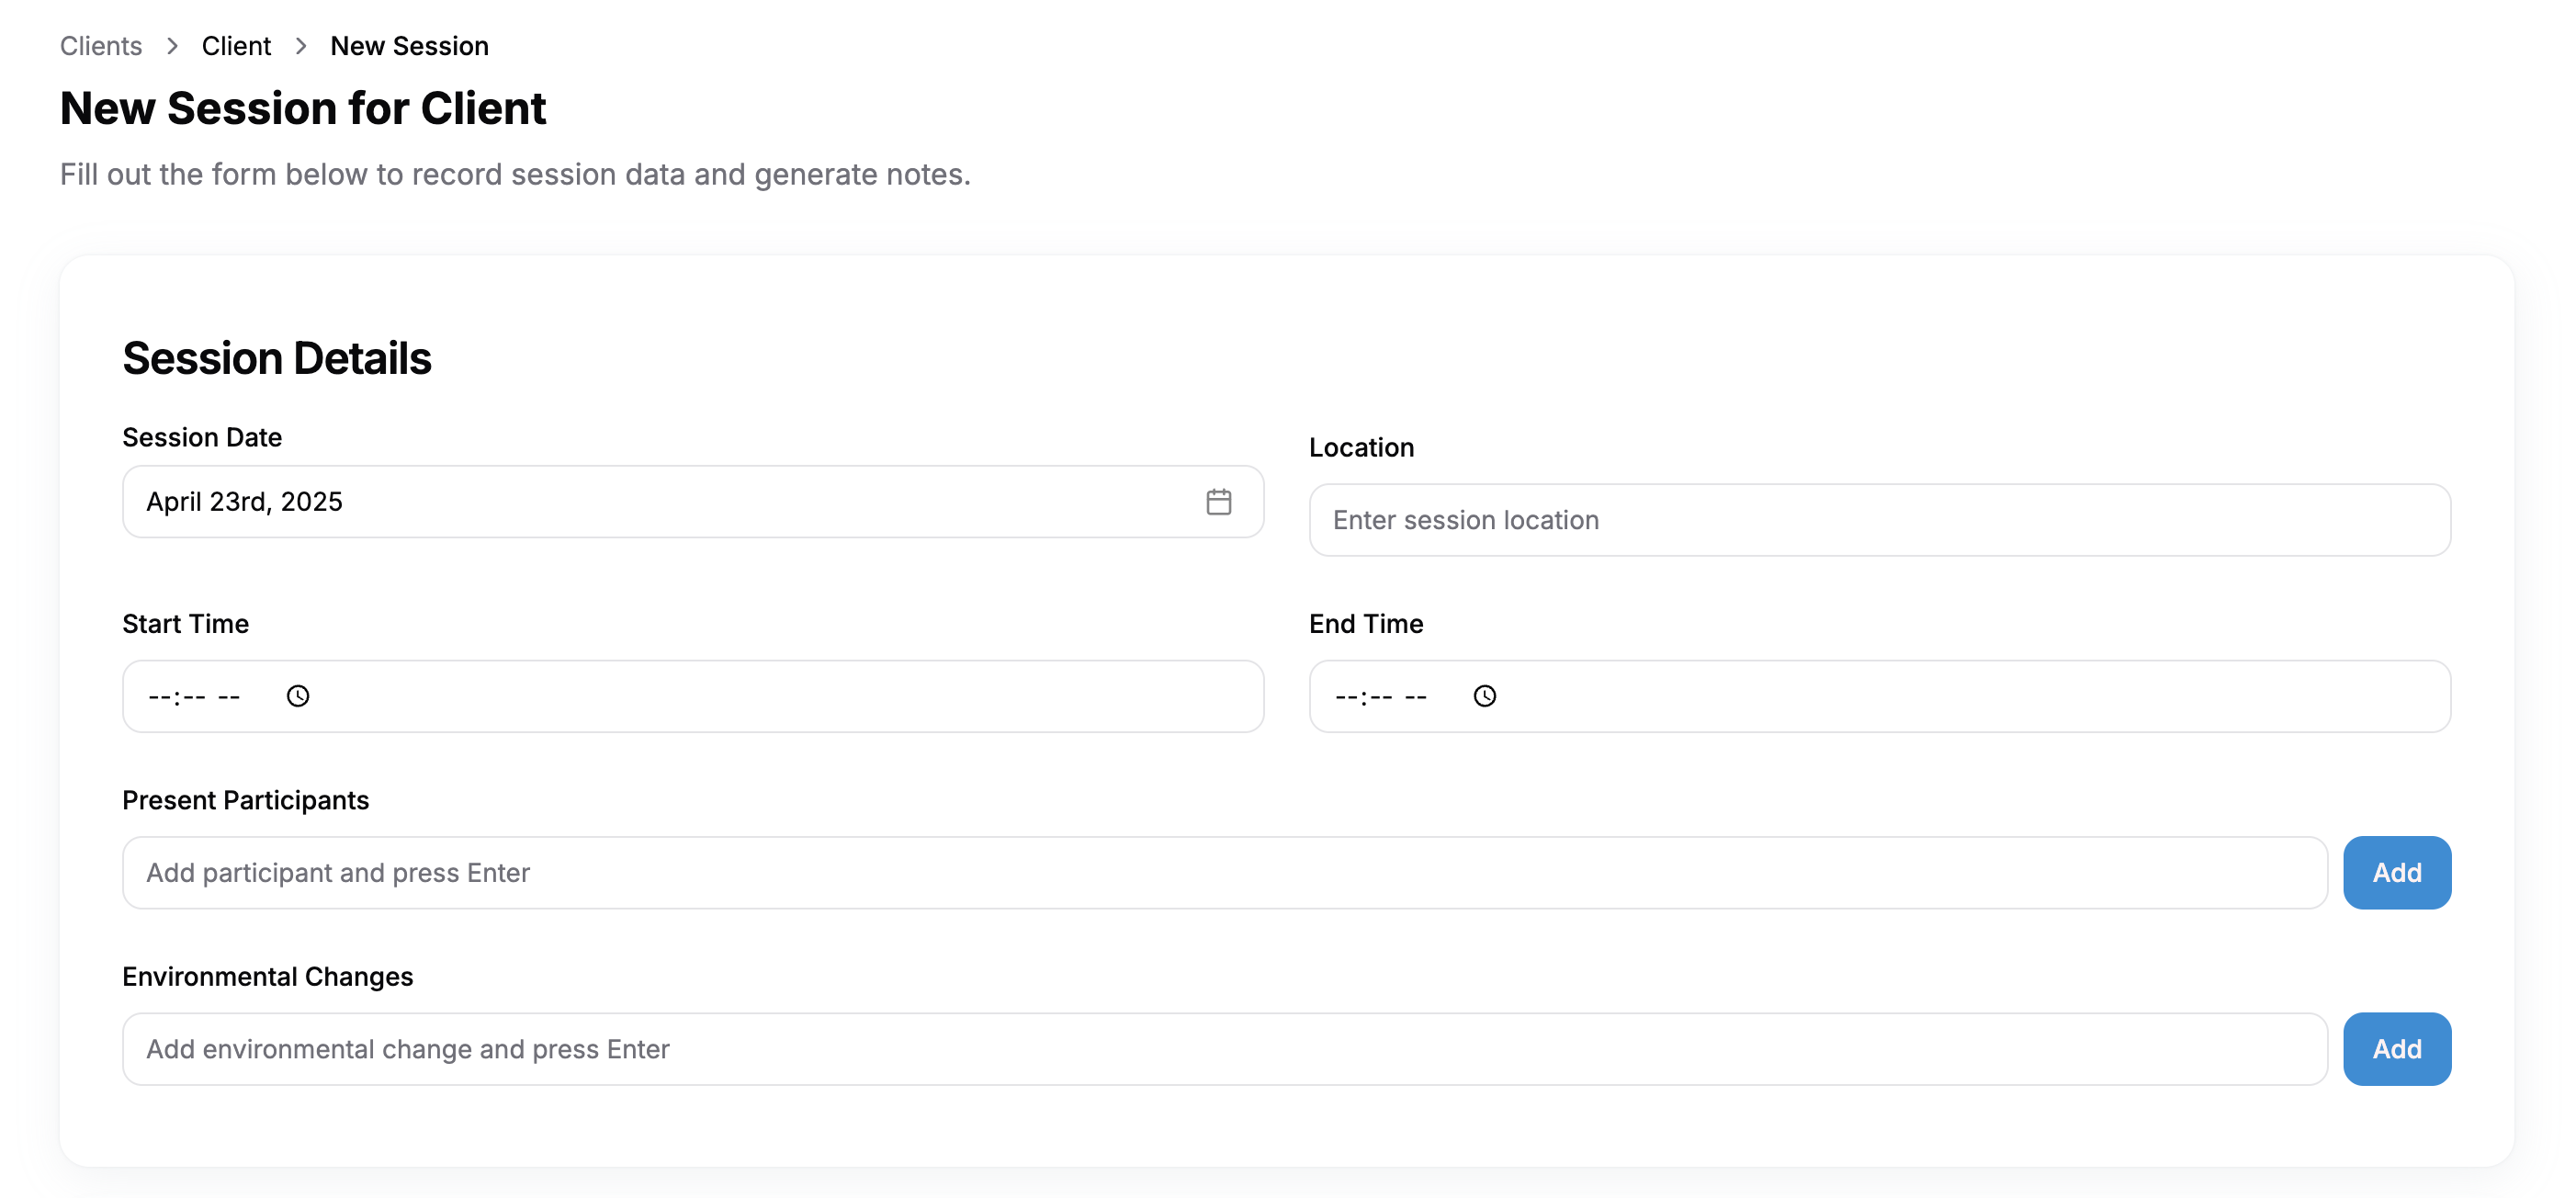 Clients > Client > New Session
New Session for Client
Fill out the form below to record session data and generate notes.
Session Details
Session Date
April 23rd, 2025
Location
Enter session location
Start Time
--:-- --
End Time
--:-- --
Present Participants
Add participant and press Enter
Add
Environmental Changes
Add environmental change and press Enter
Add